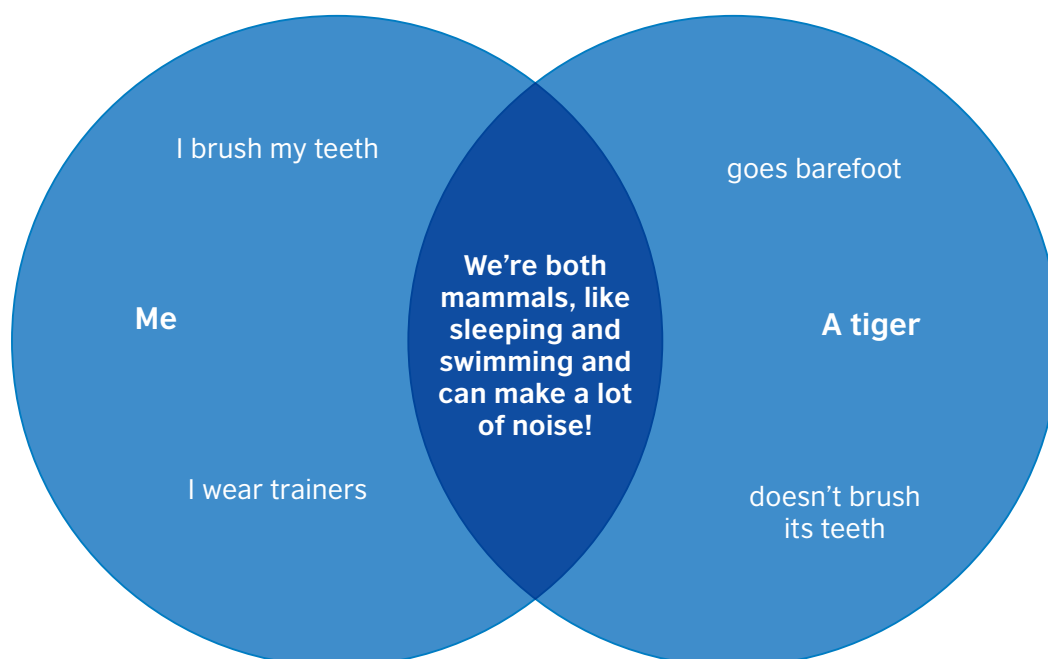 I brush my teeth
Me
I wear trainers
We’re both
mammals, like
sleeping and
swimming and
can make a lot
of noise!
goes barefoot
A tiger
doesn’t brush
its teeth